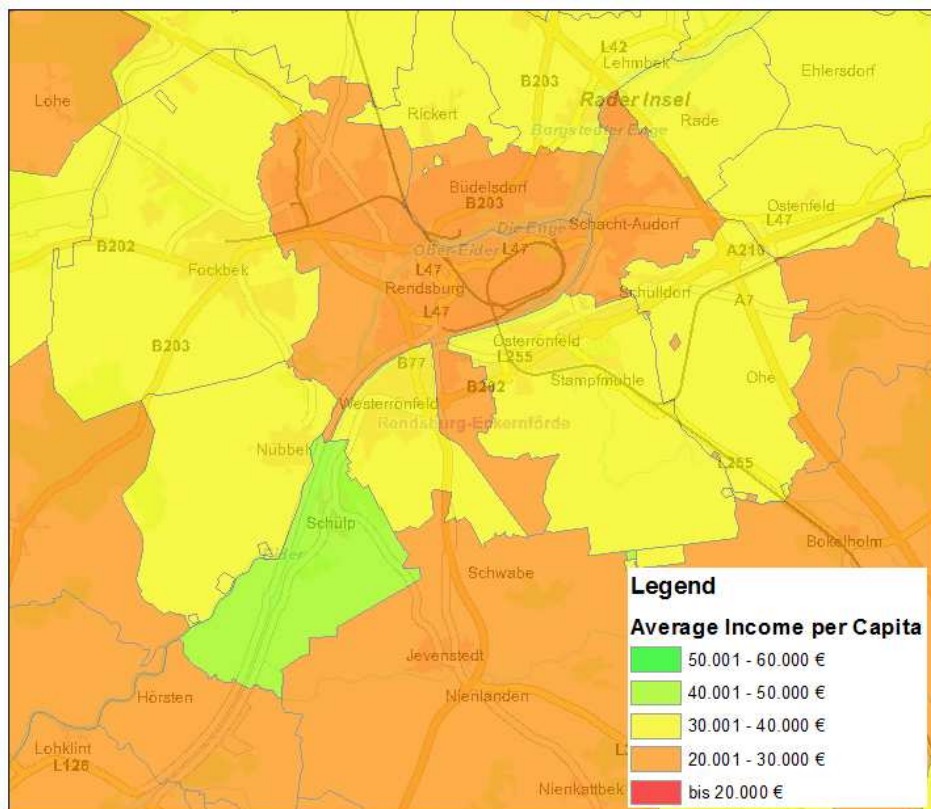 L42
Lehmbek
B203
Ehlersdorf
Lohe
Rader Insel
Rickert
Rade
Borgstedter Enge
Büdelsdorf
B203
Ostenfeld
L47
Schacht-Audorf
Die Enge
B202
Ober-Eider
L47
A210
Fockbek
L47
Rendsburg
Schülldorf
A7
L47
Osterrönfeld
B203
B77
L255
Ohe
Stampfmühle
B202
Westerrönfeld
Rendsburg-Eckernförde
Nübbel
L255
Schülp
Bokelholm
Eider
Schwabe
Jevenstedt
Hörsten
Nienlanden
Lohklint
L126
Nienkattbek
Legend
Average Income per Capita
50.001 - 60.000 €
40.001 - 50.000 €
30.001 - 40.000 €
20.001 - 30.000 €
bis 20.000 €